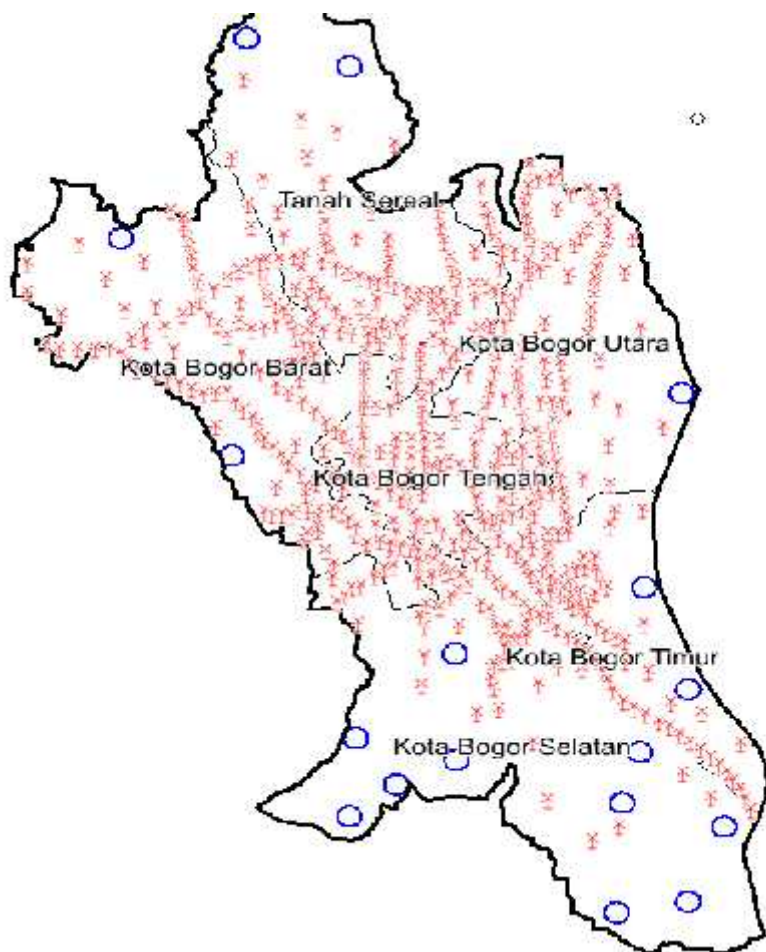 Tanah Sereal
Kota Bogor Utara
Kota Bogor Barat
Kota Bogor Tengah
Kota Bogor Timur
Kota Bogor Selatan